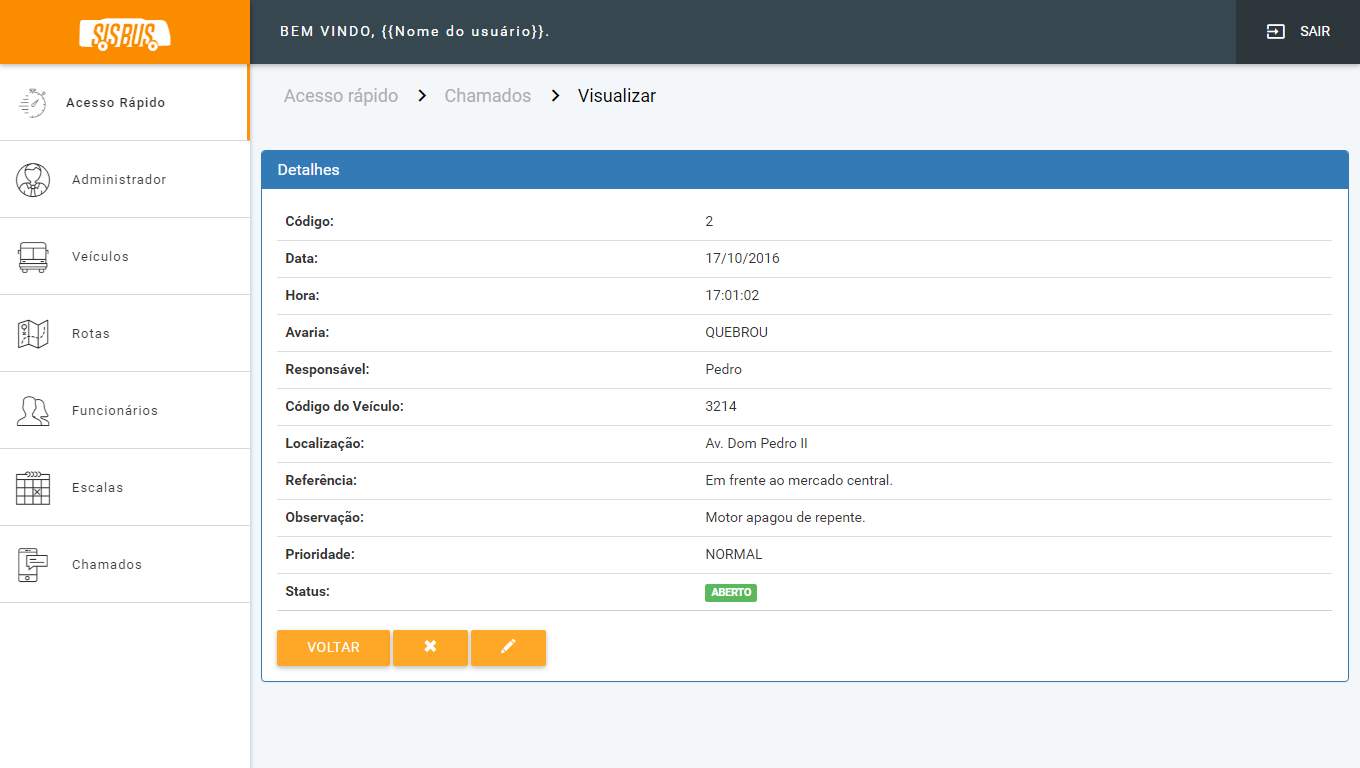 SISBUS
BEM VINDO, {{Nome do usuário}}.
SAIR
Acesso Rápido
Administrador
Veículos
Rotas
Funcionários
Escalas
Chamados
Acesso rápido > Chamados > Visualizar
Detalhes
Código: 2
Data: 17/10/2016
Hora: 17:01:02
Avaria: QUEBROU
Responsável: Pedro
Código do Veículo: 3214
Localização: Av. Dom Pedro II
Referência: Em frente ao mercado central.
Observação: Motor apagou de repente.
Prioridade: NORMAL
Status: ABERTO
VOLTAR